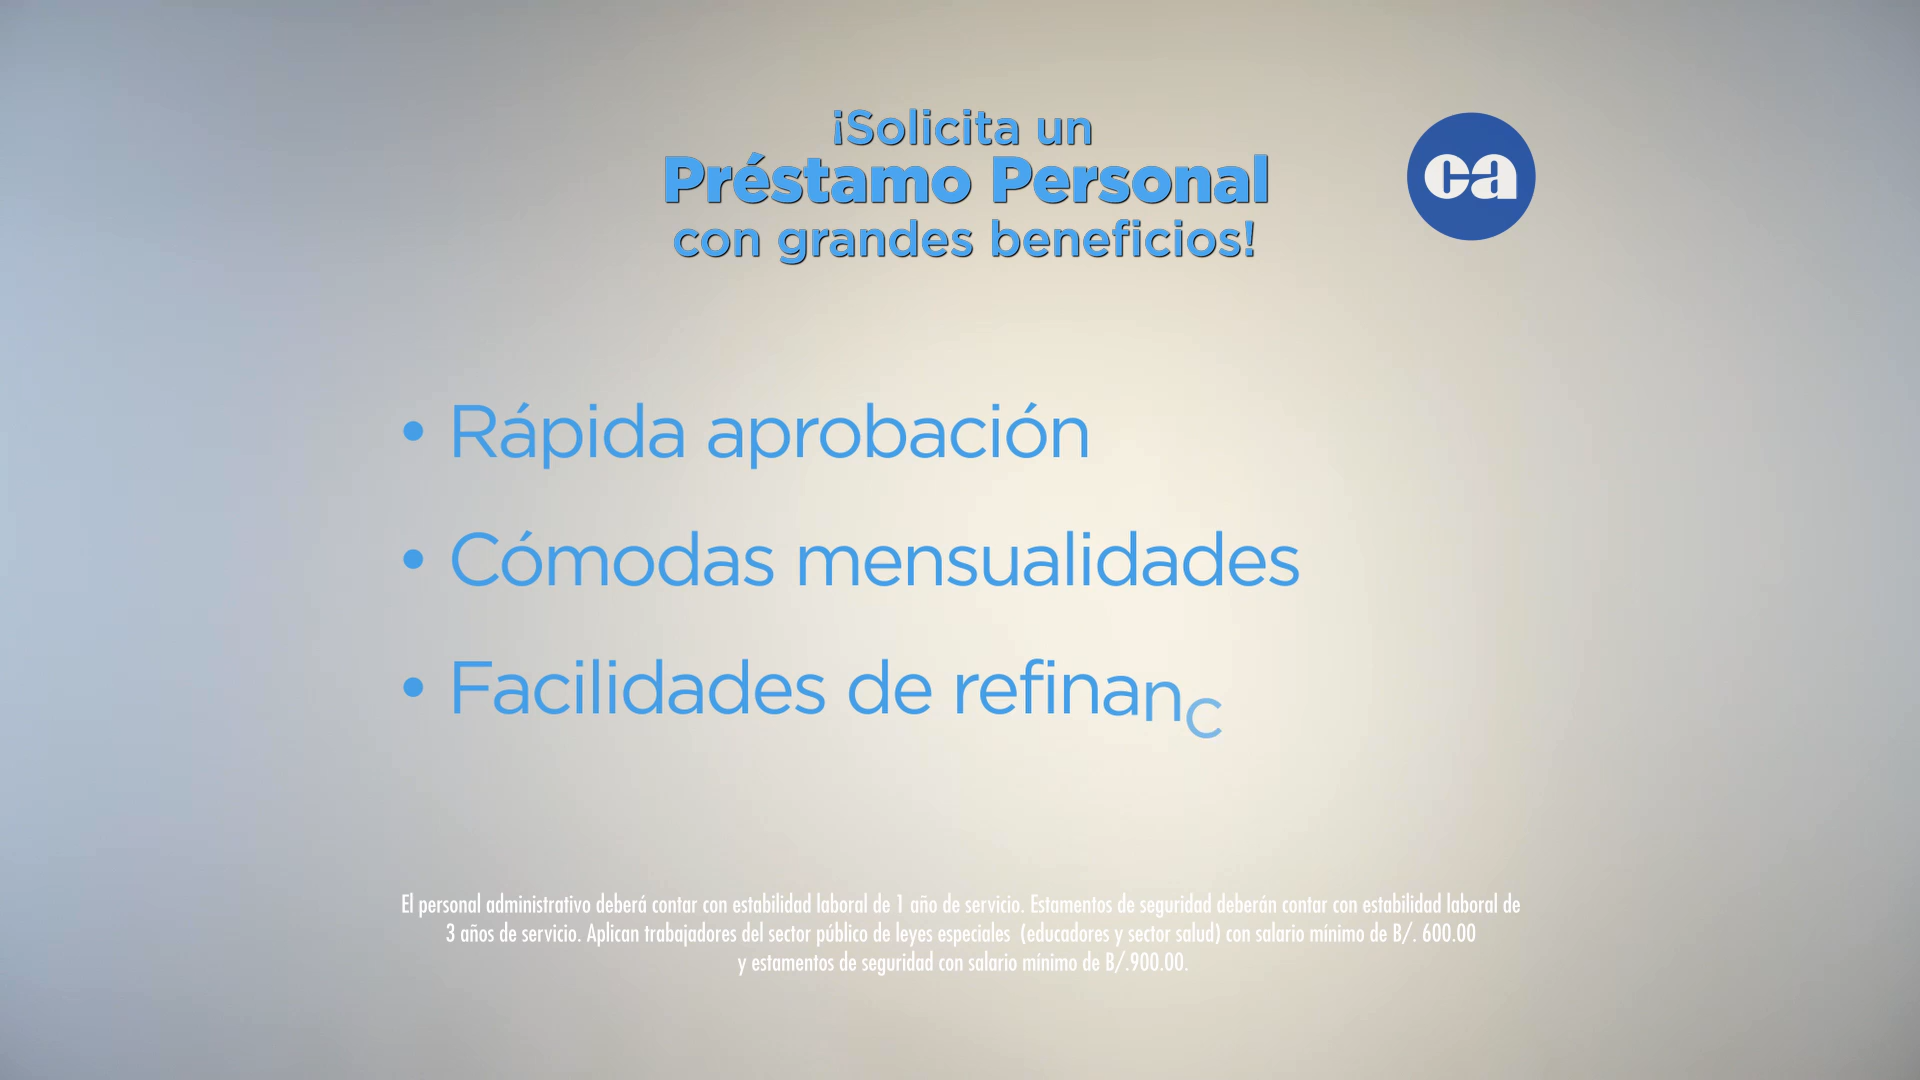 ¡Solicita un
Préstamo Personal
con grandes beneficios!
ca
• Rápida aprobación
• Cómodas mensualidades
• Facilidades de refinanc
El personal administrativo deberá contar con estabilidad laboral de 1 año de servicio. Estamentos de seguridad deberán contar con estabilidad laboral de
3 años de servicio. Aplican trabajadores del sector público de leyes especiales (educadores y sector salud) con salario mínimo de B/. 600.00
y estamentos de seguridad con salario mínimo de B/.900.00.